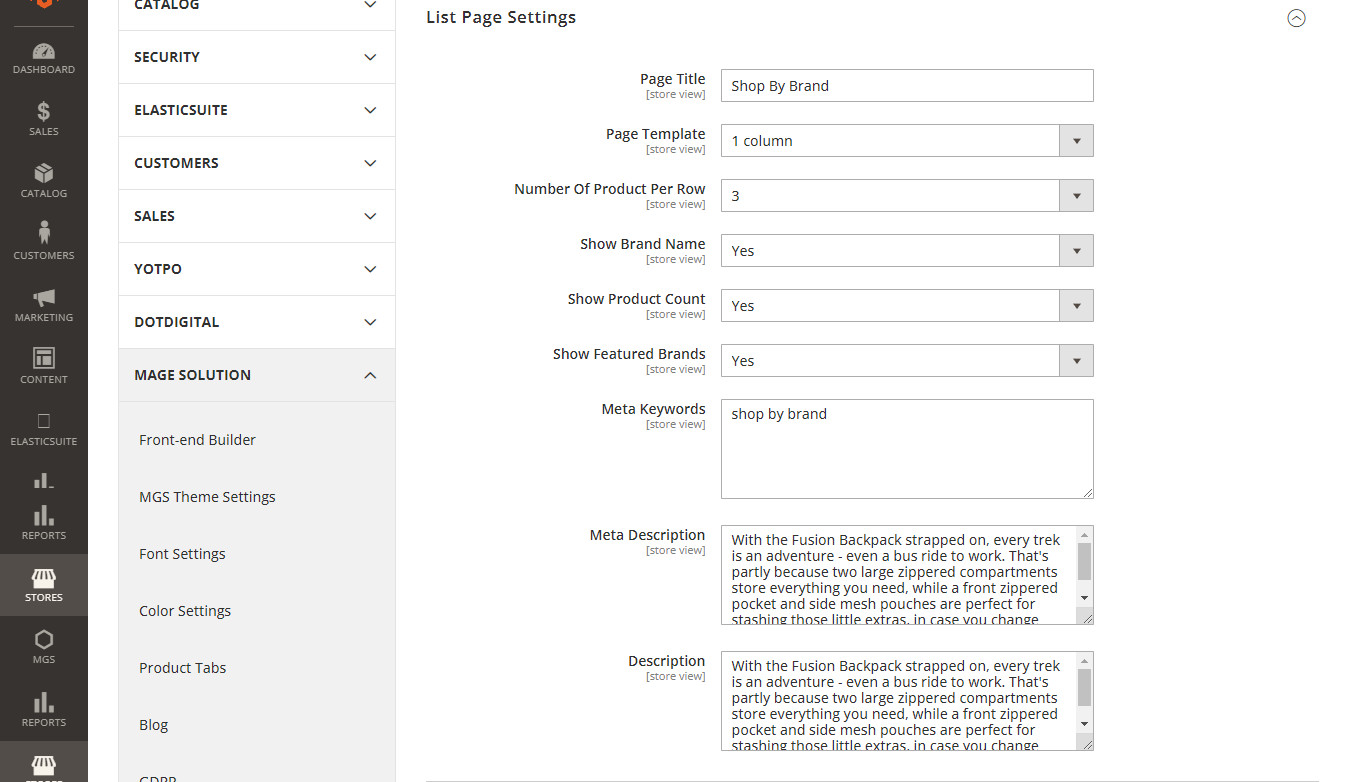 DASHBOARD
SALES
CATALOG
CUSTOMERS
MARKETING
CONTENT
ELASTICSUITE
REPORTS
STORES
MGS
REPORTS
CATALOG
SECURITY
ELASTICSUITE
CUSTOMERS
SALES
YOTPO
DOTDIGITAL
MAGE SOLUTION
Front-end Builder
MGS Theme Settings
Font Settings
Color Settings
Product Tabs
Blog
GDPR
List Page Settings
Page Title
[store view]
Shop By Brand
Page Template
[store view]
1 column
Number Of Product Per Row
[store view]
3
Show Brand Name
[store view]
Yes
Show Product Count
[store view]
Yes
Show Featured Brands
[store view]
Yes
Meta Keywords
[store view]
shop by brand
Meta Description
[store view]
With the Fusion Backpack strapped on, every trek
is an adventure - even a bus ride to work. That's
partly because two large zippered compartments
store everything you need, while a front zippered
pocket and side mesh pouches are perfect for
stashing those little extras, in case you change
Description
[store view]
With the Fusion Backpack strapped on, every trek
is an adventure - even a bus ride to work. That's
partly because two large zippered compartments
store everything you need, while a front zippered
pocket and side mesh pouches are perfect for
stashing those little extras, in case you change